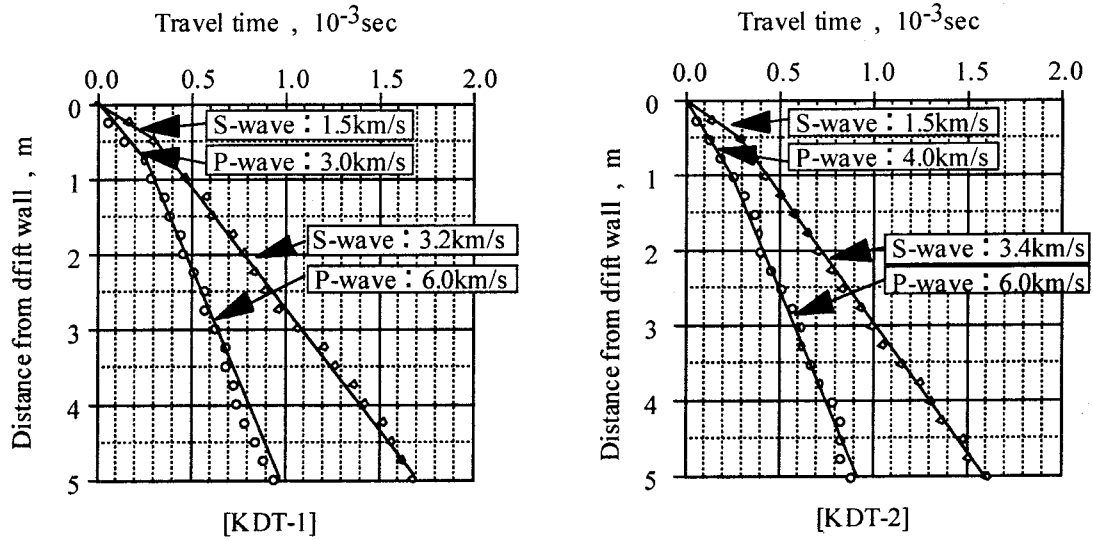 Travel time , 10-3sec
0.0 0.5 1.0 1.5 2.0
Distance from dfift wall , m
0
1
2
3
4
5
S-wave：1.5km/s
P-wave：3.0km/s
S-wave：3.2km/s
P-wave：6.0km/s
[KDT-1]
Travel time , 10-3sec
0.0 0.5 1.0 1.5 2.0
Distance from dfift wall , m
0
1
2
3
4
5
S-wave：1.5km/s
P-wave：4.0km/s
S-wave：3.4km/s
P-wave：6.0km/s
[KDT-2]